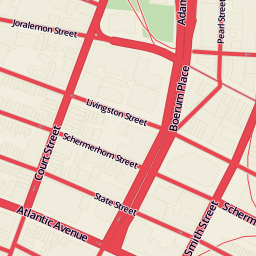 Joralemon Street
Adam
Pearl Street
Livingston Street
Boerum Place
Schermerhorn Street
Court Street
State Street
Atlantic Avenue
Smith Street
Scherm